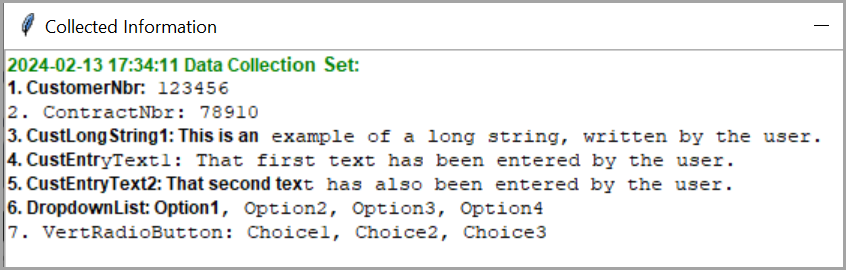 Collected Information
2024-02-13 17:34:11 Data Collection Set:
1. CustomerNbr: 123456
2. ContractNbr: 78910
3. CustLongString1: This is an example of a long string, written by the user.
4. CustEntryText1: That first text has been entered by the user.
5. CustEntryText2: That second text has also been entered by the user.
6. DropdownList: Option1, Option2, Option3, Option4
7. VertRadioButton: Choice1, Choice2, Choice3